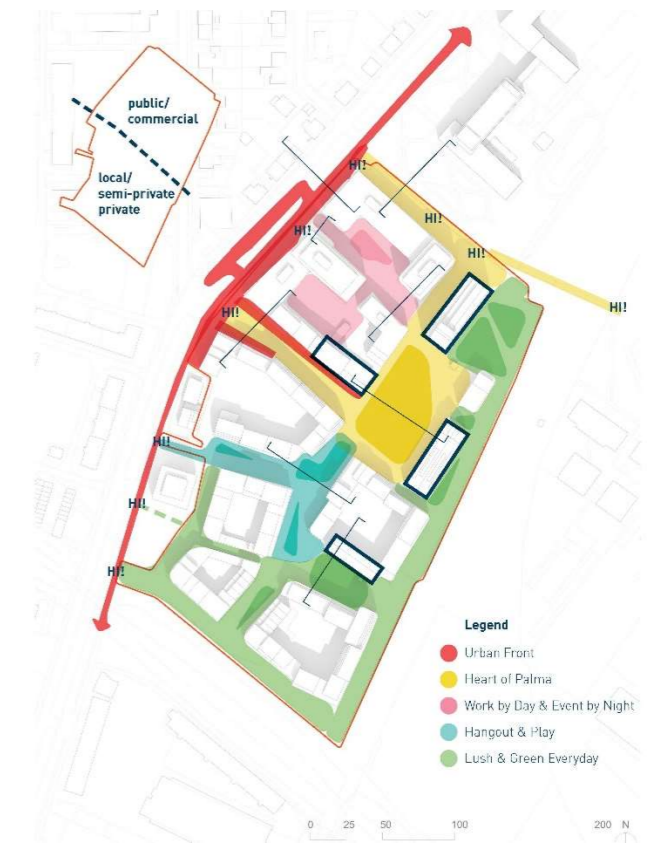 public/
commercial
local/
semi-private
private
HI!
HI!
HI!
HI!
HI!
HI!
HI!
HI!
HI!
Legend
Urban Front
Heart of Palma
Work by Day & Event by Night
Hangout & Play
Lush & Green Everyday
0 25 50 100 200 N